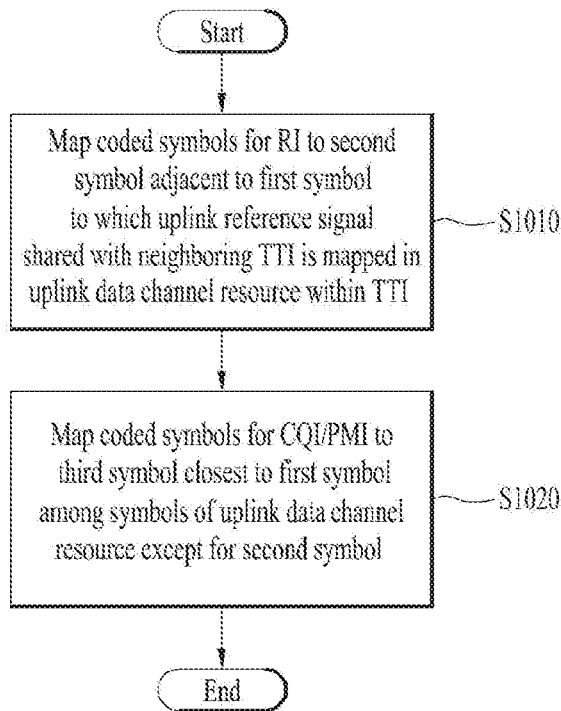 Start
Map coded symbols for RI to second
symbol adjacent to first symbol
to which uplink reference signal
shared with neighboring TTI is mapped in
uplink data channel resource within TTI
S1010
Map coded symbols for CQI/PMI to
third symbol closest to first symbol
among symbols of uplink data channel
resource except for second symbol
S1020
End